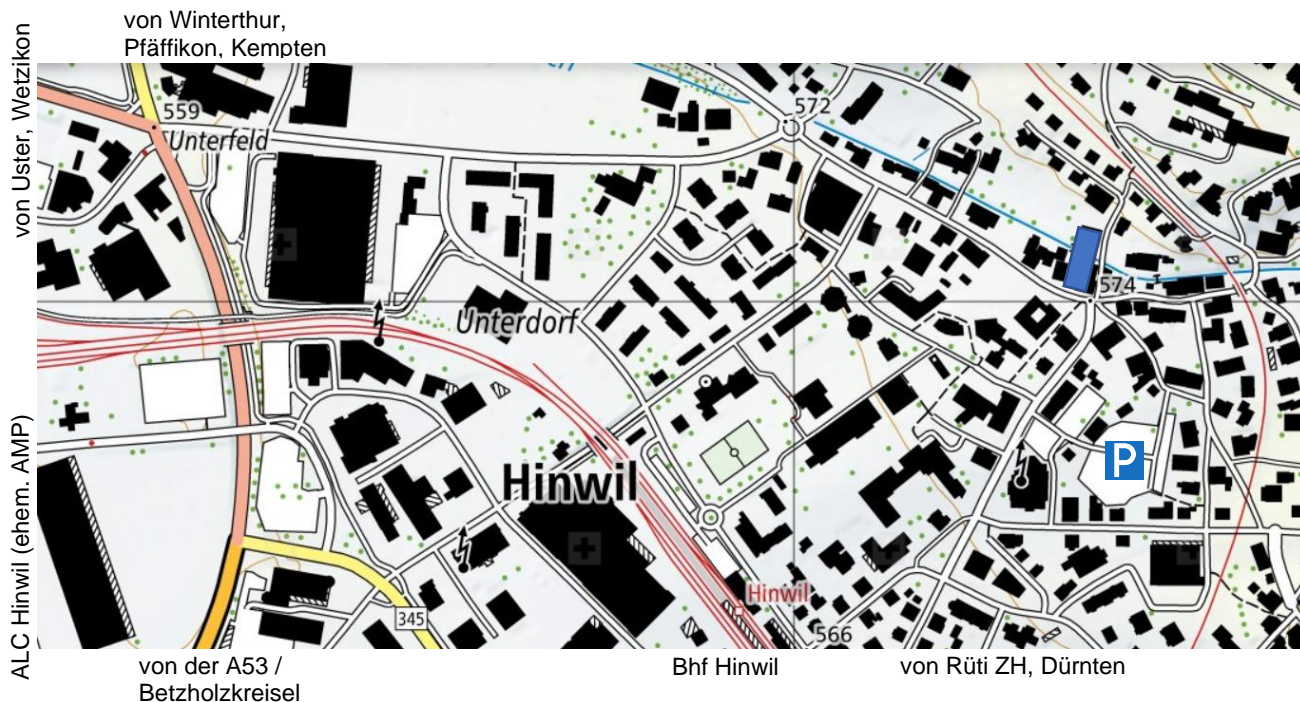 von Winterthur,
Pfäffikon, Kempten
von Uster, Wetzikon
559
Unterfeld
572
574
Unterdorf
P
Hinwil
Hinwil
345
566
ALC Hinwil (ehem. AMP)
von der A53 /
Betzholzkreisel
Bhf Hinwil
von Rüti ZH, Dürnten